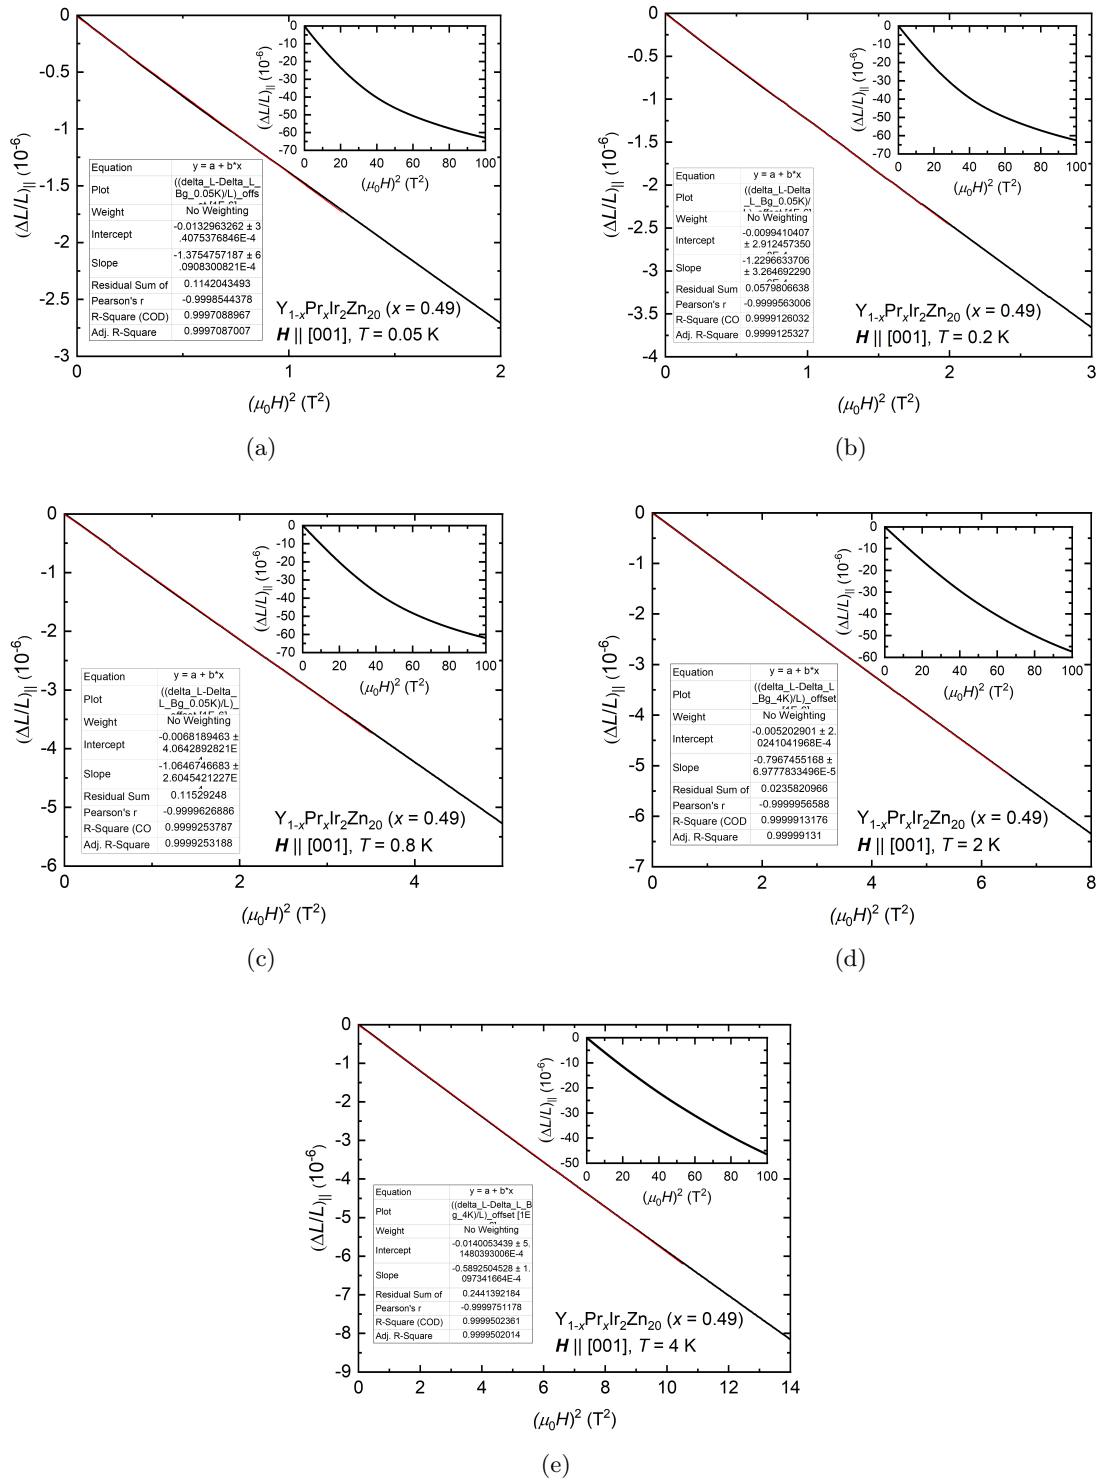 0
-0.5
-1
-1.5
-2
-2.5
-3
0
1
2
(ΔL/L)|| (10-6)
(μ0H)2 (T2)
0
-10
-20
-30
-40
-50
-60
-70
0 20 40 60 80 100
(ΔL/L)|| (10-6)
(μ0H)2 (T2)
Equation y = a + b*x
Plot ((delta_L-Delta_L_
Bg_0.05K)/L)_offs
Weight No Weighting
Intercept -0.0132963262 ± 3
.4075376846E-4
Slope -1.3754757187 ± 6
.0908300821E-4
Residual Sum of 0.1142043493
Pearson's r -0.9998544378
R-Square (COD) 0.9997088967
Adj. R-Square 0.9997087007
Y1-xPrxIr2Zn20 (x = 0.49)
H || [001], T = 0.05 K
(a)
0
-0.5
-1
-1.5
-2
-2.5
-3
-3.5
-4
0 1 2 3
(ΔL/L)|| (10-6)
(μ0H)2 (T2)
0
-10
-20
-30
-40
-50
-60
-70
0 20 40 60 80 100
(ΔL/L)|| (10-6)
(μ0H)2 (T2)
Equation y = a + b*x
Plot ((delta_L-Delta
_L_Bg_0.05K)/
Weight No Weighting
Intercept -0.0099410407
± 2.912457350
Slope -1.2296633706
± 3.264692290
Residual Sum 0.0579806638
Pearson's r -0.9999563006
R-Square (CO 0.9999126032
Adj. R-Square 0.9999125327
Y1-xPrxIr2Zn20 (x = 0.49)
H || [001], T = 0.2 K
(b)
0
-1
-2
-3
-4
-5
-6
0 2 4
(ΔL/L)|| (10-6)
(μ0H)2 (T2)
0
-10
-20
-30
-40
-50
-60
-70
0 20 40 60 80 100
(ΔL/L)|| (10-6)
(μ0H)2 (T2)
Equation y = a + b*x
Plot ((delta_L-Delta_
L_Bg_0.05K)/L)_
Weight No Weighting
Intercept -0.0068189463 ±
4.0642892821E
Slope -1.0646746683 ±
2.6045421227E
Residual Sum 0.11529248
Pearson's r -0.9999626886
R-Square (CO 0.9999253787
Adj. R-Square 0.9999253188
Y1-xPrxIr2Zn20 (x = 0.49)
H || [001], T = 0.8 K
(c)
0
-1
-2
-3
-4
-5
-6
-7
0 2 4 6 8
(ΔL/L)|| (10-6)
(μ0H)2 (T2)
0
-10
-20
-30
-40
-50
-60
0 20 40 60 80 100
(ΔL/L)|| (10-6)
(μ0H)2 (T2)
Equation y = a + b*x
Plot ((delta_L-Delta_L
_Bg_4K)/L)_offset
Weight No Weighting
Intercept -0.005202901 ± 2.
0241041968E-4
Slope -0.7967455168 ±
6.9777833496E-5
Residual Sum of 0.0235820966
Pearson's r -0.9999956588
R-Square (COD 0.9999913176
Adj. R-Square 0.99999131
Y1-xPrxIr2Zn20 (x = 0.49)
H || [001], T = 2 K
(d)
0
-1
-2
-3
-4
-5
-6
-7
-8
-9
0 2 4 6 8 10 12 14
(ΔL/L)|| (10-6)
(μ0H)2 (T2)
0
-10
-20
-30
-40
-50
0 20 40 60 80 100
(ΔL/L)|| (10-6)
(μ0H)2 (T2)
Equation y = a + b*x
Plot ((delta_L-Delta_L_B
g_4K)/L)_offset [1E
Weight No Weighting
Intercept -0.0140053439 ± 5.
1480393006E-4
Slope -0.5892504528 ± 1.
097341664E-4
Residual Sum of 0.2441392184
Pearson's r -0.9999751178
R-Square (COD) 0.9999502361
Adj. R-Square 0.9999502014
Y1-xPrxIr2Zn20 (x = 0.49)
H || [001], T = 4 K
(e)